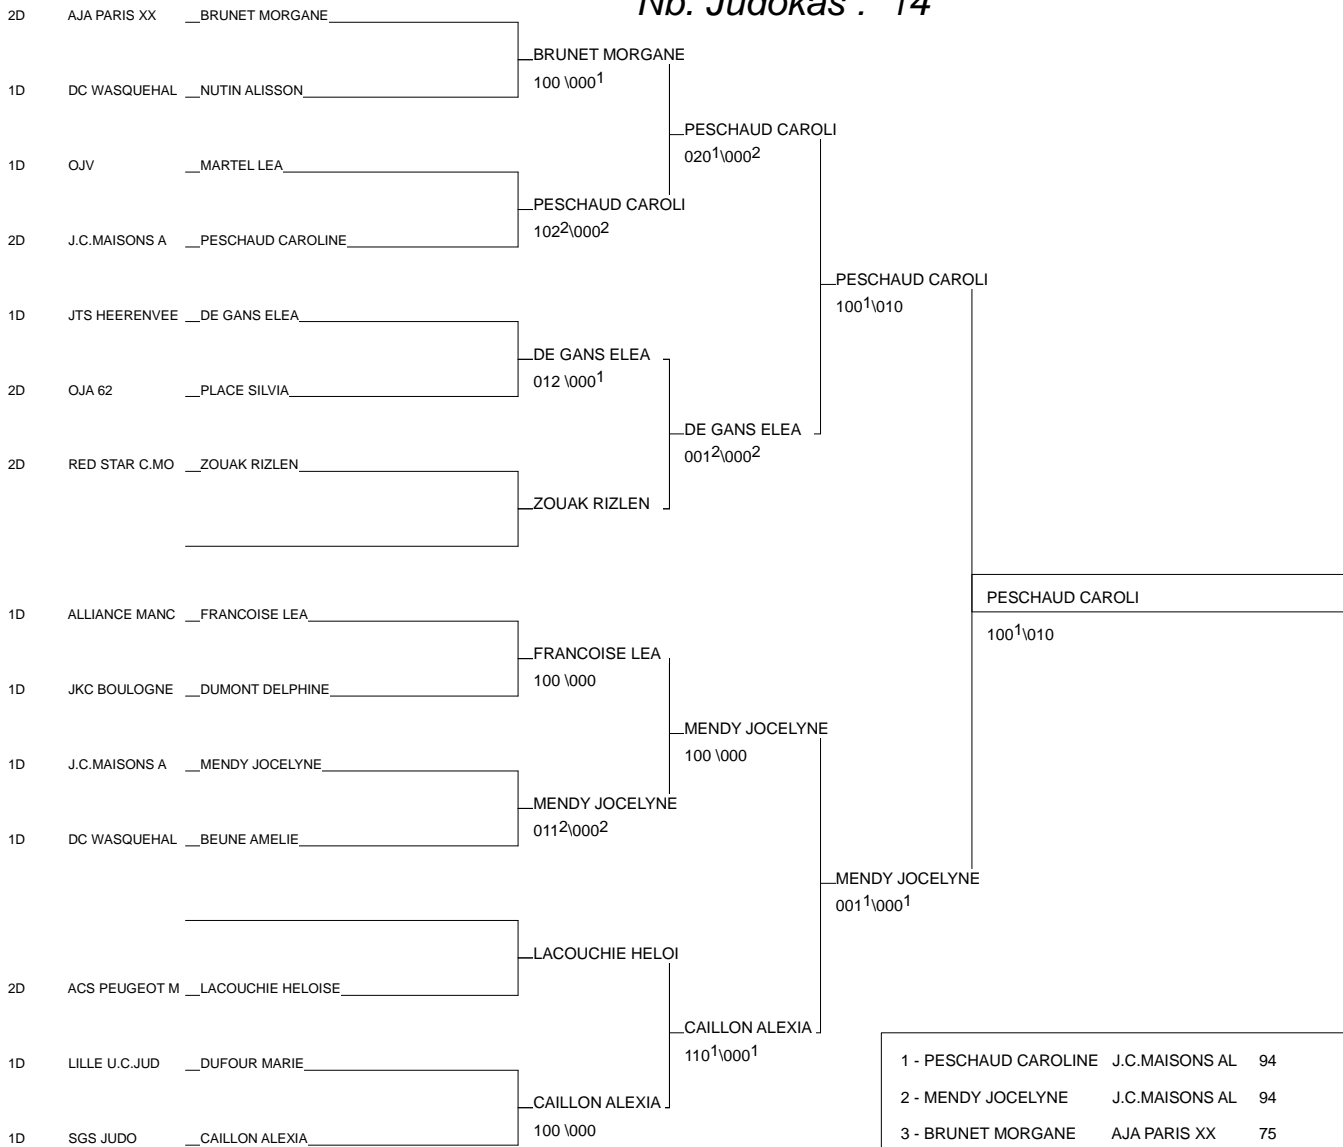 Nb. Judokas : 14
2D AJA PARIS XX BRUNET MORGANE
BRUNET MORGANE
100 \000¹
1D DC WASQUEHAL NUTIN ALISSON
PESCHAUD CAROLI
020¹\000²
1D OJV MARTEL LEA
PESCHAUD CAROLI
102²\000²
2D J.C.MAISONS A PESCHAUD CAROLINE
PESCHAUD CAROLI
100¹\010
1D JTS HEERENVEE DE GANS ELEA
DE GANS ELEA
012 \000¹
2D OJA 62 PLACE SILVIA
DE GANS ELEA
001²\000²
2D RED STAR C.MO ZOUAK RIZLEN
ZOUAK RIZLEN
PESCHAUD CAROLI
100¹\010
1D ALLIANCE MANC FRANCOISE LEA
FRANCOISE LEA
100 \000
1D JKC BOULOGNE DUMONT DELPHINE
MENDY JOCELYNE
100 \000
1D J.C.MAISONS A MENDY JOCELYNE
MENDY JOCELYNE
011²\000²
1D DC WASQUEHAL BEUNE AMELIE
MENDY JOCELYNE
001¹\000¹
LACOUCHIE HELOI
2D ACS PEUGEOT M LACOUCHIE HELOISE
CAILLON ALEXIA
110¹\000¹
1D LILLE U.C.JUD DUFOUR MARIE
CAILLON ALEXIA
100 \000
1D SGS JUDO CAILLON ALEXIA
1 - PESCHAUD CAROLINE J.C.MAISONS AL 94
2 - MENDY JOCELYNE J.C.MAISONS AL 94
3 - BRUNET MORGANE AJA PARIS XX 75